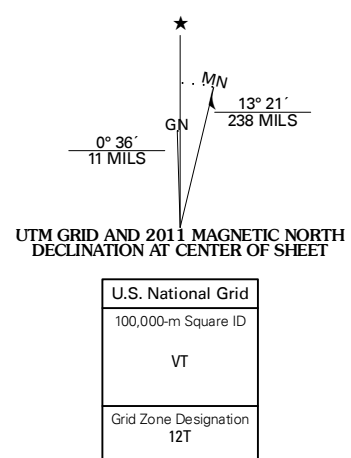 MN
GN
13° 21´
238 MILS
0° 36´
11 MILS
UTM GRID AND 2011 MAGNETIC NORTH
DECLINATION AT CENTER OF SHEET
U.S. National Grid
100,000-m Square ID
VT
Grid Zone Designation
12T